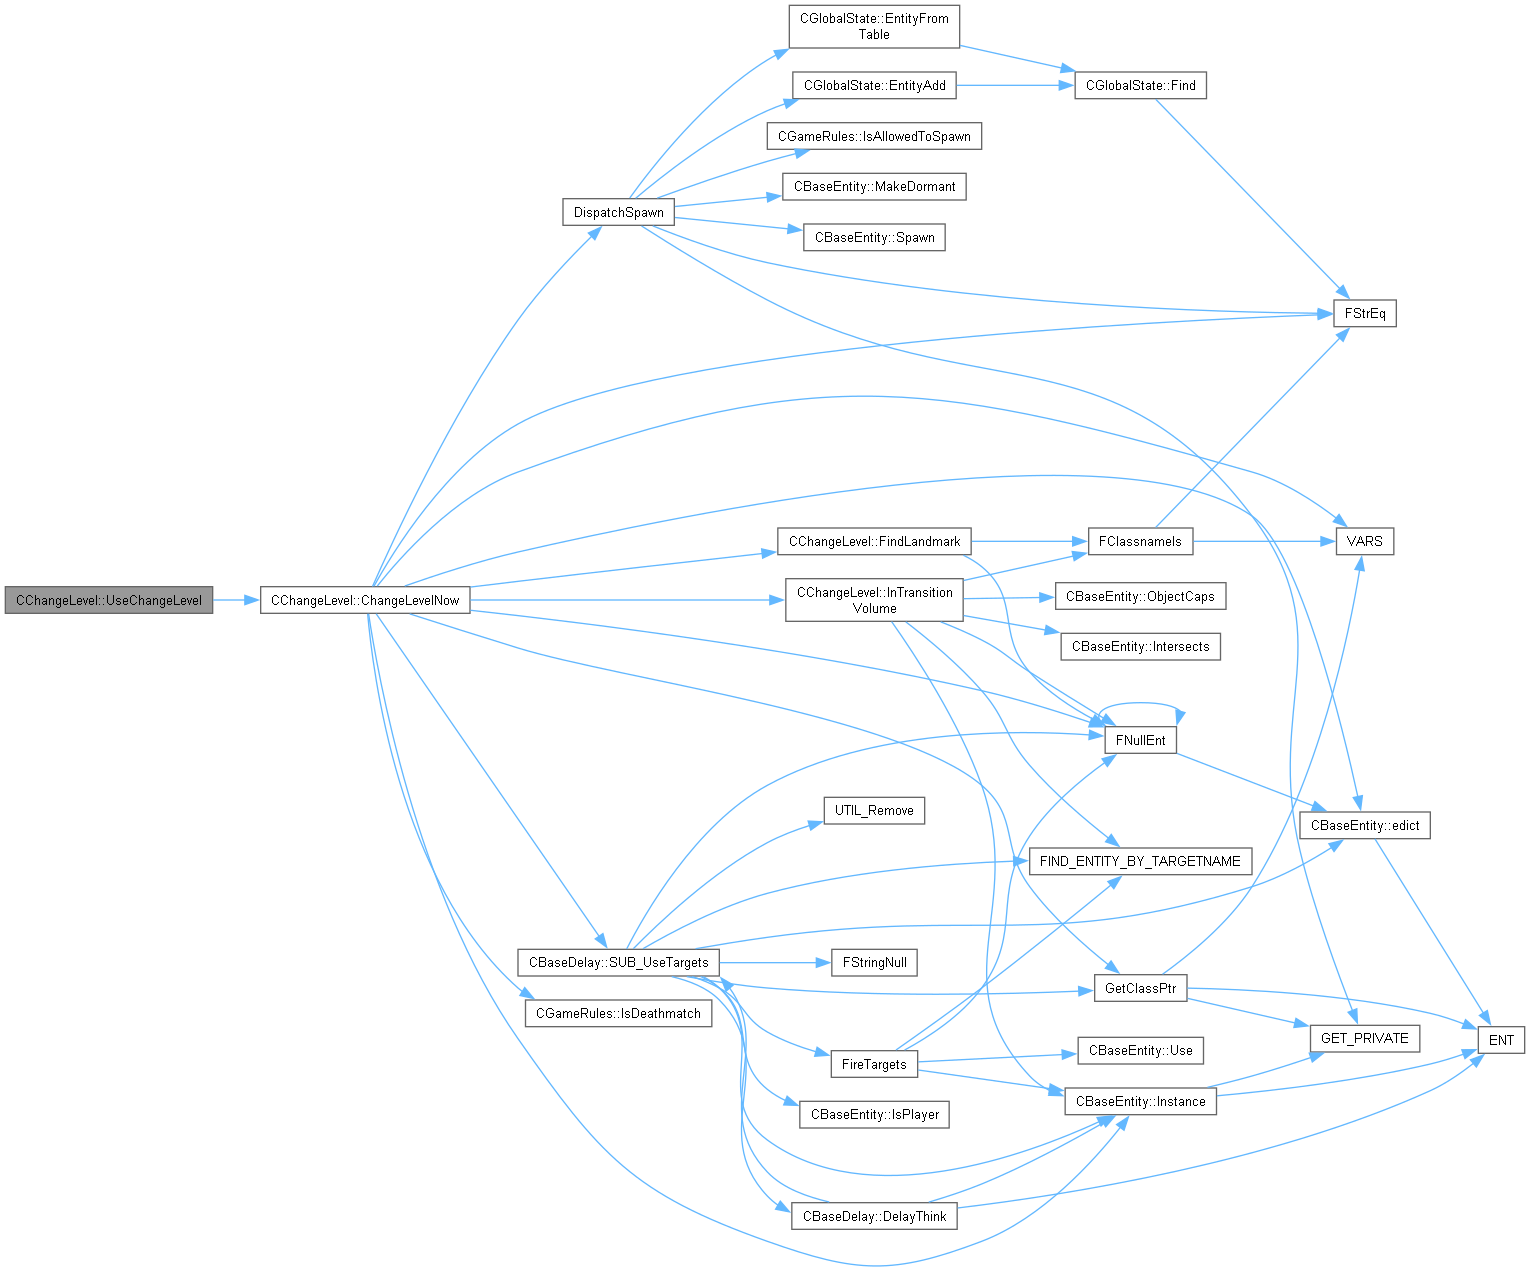 CGlobalState::EntityFrom
Table
CGlobalState::EntityAdd
CGlobalState::Find
CGameRules::IsAllowedToSpawn
CBaseEntity::MakeDormant
DispatchSpawn
CBaseEntity::Spawn
FStrEq
CChangeLevel::FindLandmark
FClassnameIs
VARS
CChangeLevel::UseChangeLevel
CChangeLevel::ChangeLevelNow
CChangeLevel::InTransition
Volume
CBaseEntity::ObjectCaps
CBaseEntity::Intersects
FNullEnt
UTIL_Remove
CBaseEntity::edict
FIND_ENTITY_BY_TARGETNAME
CBaseDelay::SUB_UseTargets
FStringNull
GetClassPtr
CGameRules::IsDeathmatch
GET_PRIVATE
ENT
FireTargets
CBaseEntity::Use
CBaseEntity::Instance
CBaseEntity::IsPlayer
CBaseDelay::DelayThink